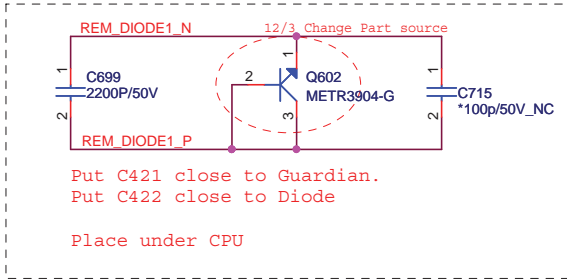 REM_DIODE1_N
12/3 Change Part source
1
1
1
C699
2200P/50V
2
Q602
METR3904-G
C715
*100p/50V_NC
2
3
2
REM_DIODE1_P
Put C421 close to Guardian.
Put C422 close to Diode
Place under CPU